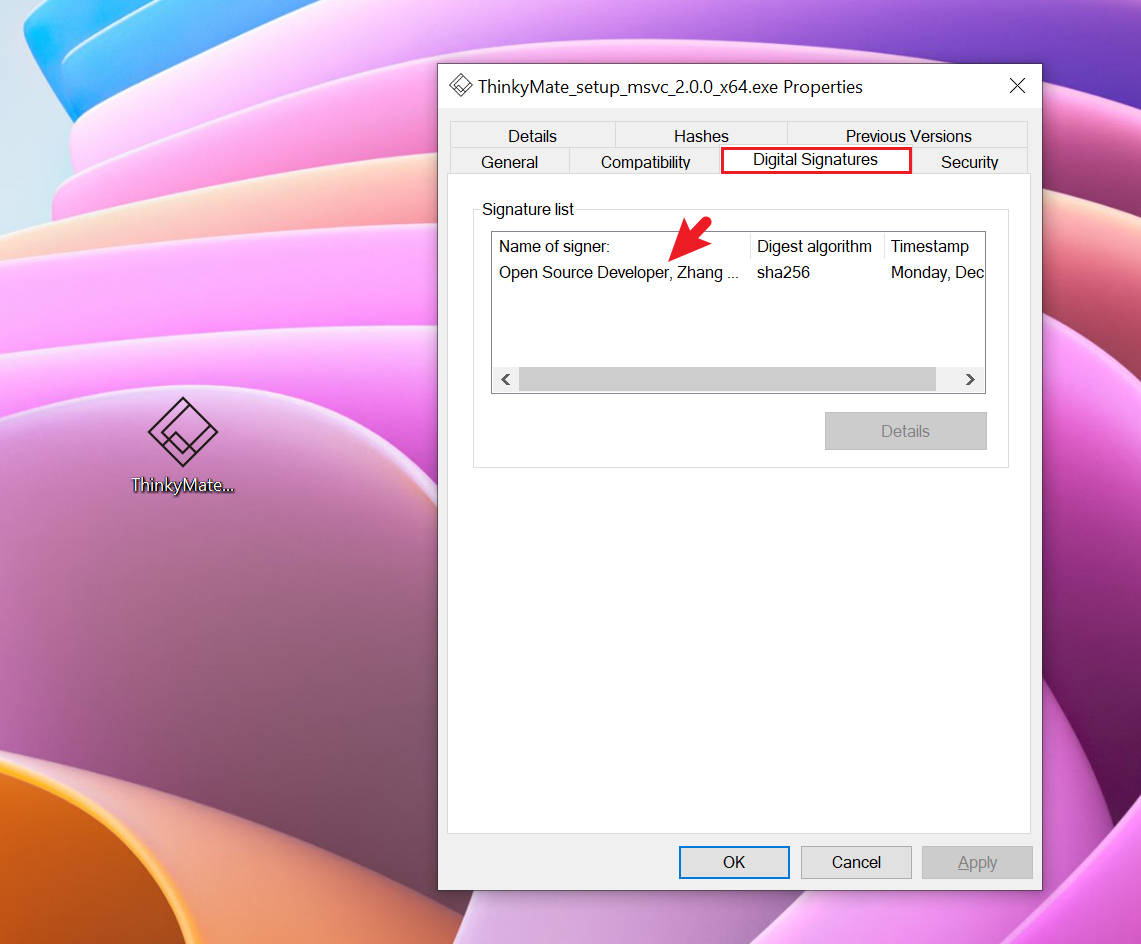 ThinkyMate_setup_msvc_2.0.0_x64.exe Properties
Details Hashes Previous Versions
General Compatibility Digital Signatures Security
Signature list
Name of signer: Digest algorithm Timestamp
Open Source Developer, Zhang ... sha256 Monday, Dec
Details
ThinkyMate...
OK Cancel Apply